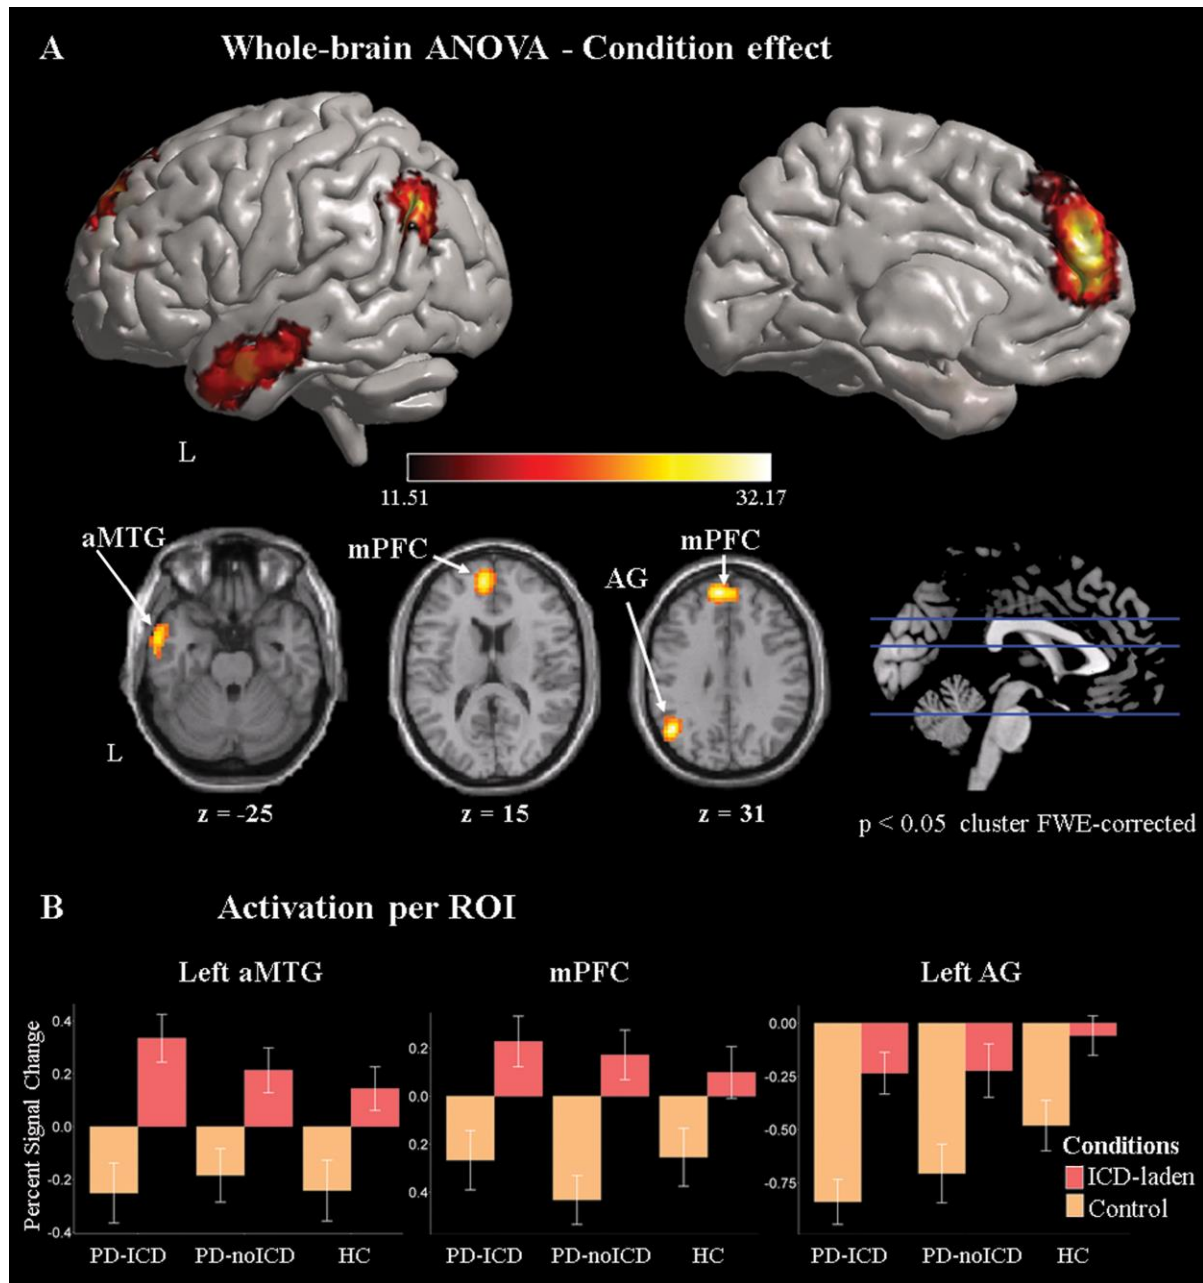 A Whole-brain ANOVA - Condition effect
L
11.51 32.17
aMTG
mPFC
AG
mPFC
L
z = -25
z = 15
z = 31
p < 0.05 cluster FWE-corrected
B Activation per ROI
Left aMTG
mPFC
Left AG
Percent Signal Change
0.4
0.2
0.0
-0.2
-0.4
PD-ICD PD-noICD HC
0.2
0.0
0.2
0.4
PD-ICD PD-noICD HC
0.00
-0.25
-0.50
-0.75
PD-ICD PD-noICD HC
Conditions
ICD-laden
Control